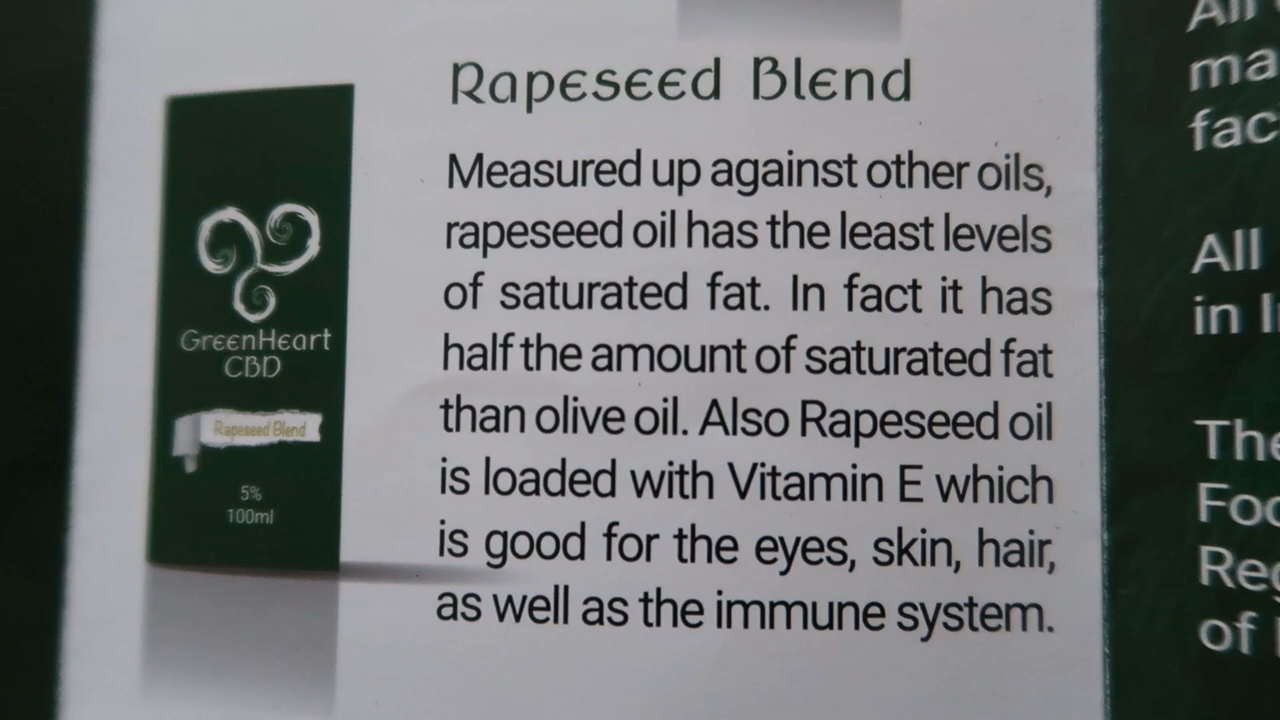 Rapeseed Blend
Measured up against other oils,
rapeseed oil has the least levels
of saturated fat. In fact it has
half the amount of saturated fat
than olive oil. Also Rapeseed oil
is loaded with Vitamin E which
is good for the eyes, skin, hair,
as well as the immune system.
GreenHeart
CBD
Rapeseed Blend
5%
100ml
All
ma
fac
All
in
The
Foo
Reg
of